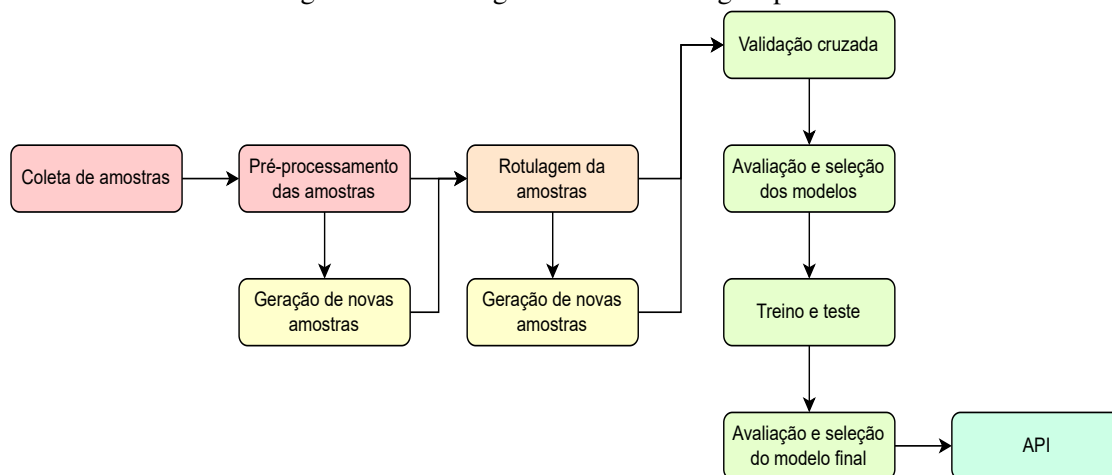 Validação cruzada
Coleta de amostras
Pré-processamento
das amostras
Rotulagem da
amostras
Avaliação e seleção
dos modelos
Geração de novas
amostras
Geração de novas
amostras
Treino e teste
Avaliação e seleção
do modelo final
API